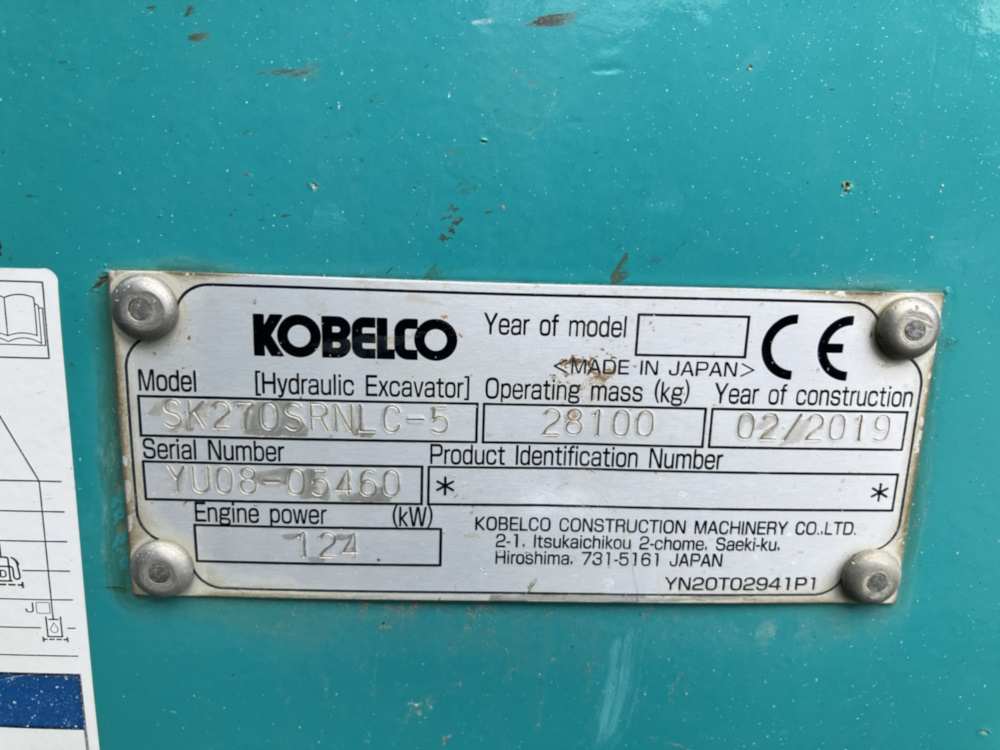 KOBELCO
Year of model
CE
<MADE IN JAPAN>
Model [Hydraulic Excavator] Operating mass (kg) Year of construction
SK270SRNLC-5 28100 02/2019
Serial Number Product Identification Number
YU08-05460 * *
Engine power (kW)
124
KOBELCO CONSTRUCTION MACHINERY CO.,LTD.
2-1, Itsukaichikou 2-chome, Saeki-ku,
Hiroshima, 731-5161 JAPAN
YN20T02941P1
J